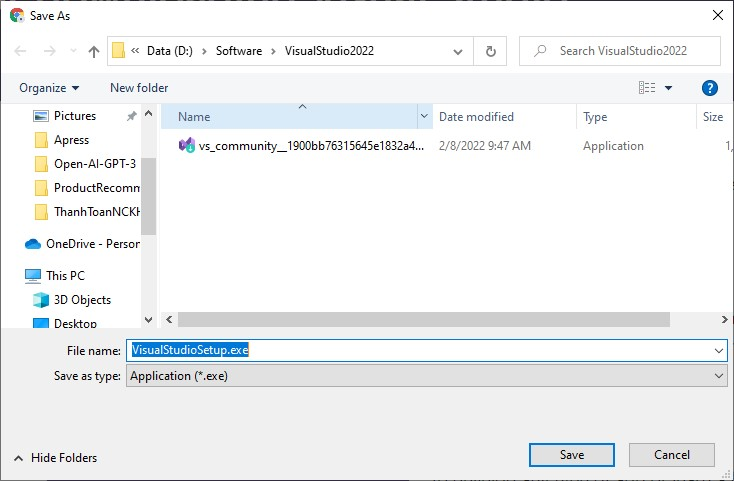 Save As
« Data (D:) › Software › VisualStudio2022
Search VisualStudio2022
Organize
New folder
?
Name Date modified Type Size
Pictures
vs_community__1900bb76315645e1832a4... 2/8/2022 9:47 AM Application 1,
Apress
Open-AI-GPT-3
ProductRecomm
ThanhToanNCKH
OneDrive - Person
This PC
3D Objects
Desktop
File name: VisualStudioSetup.exe
Save as type: Application (*.exe)
Hide Folders
Save
Cancel